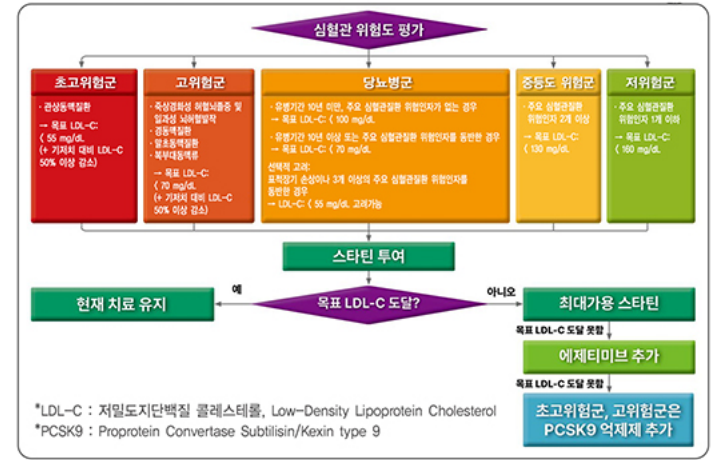 심혈관 위험도 평가
초고위험군
· 관상동맥질환
→ 목표 LDL-C:
< 55 mg/dL
(+ 기저치 대비 LDL-C
50% 이상 감소)
고위험군
· 죽상경화성 허혈뇌졸중 및
일과성 뇌허혈발작
· 경동맥질환
· 말초동맥질환
· 복부대동맥류
→ 목표 LDL-C:
< 70 mg/dL
(+ 기저치 대비 LDL-C
50% 이상 감소)
당뇨병군
· 유병기간 10년 미만, 주요 심혈관질환 위험인자가 없는 경우
→ 목표 LDL-C: < 100 mg/dL
· 유병기간 10년 이상 또는 주요 심혈관질환 위험인자를 동반한 경우
→ 목표 LDL-C: < 70 mg/dL
선택적 고려:
표적장기 손상이나 3개 이상의 주요 심혈관질환 위험인자를
동반한 경우
→ LDL-C: < 55 mg/dL 고려가능
중등도 위험군
· 주요 심혈관질환
위험인자 2개 이상
→ 목표 LDL-C:
< 130 mg/dL
저위험군
· 주요 심혈관질환
위험인자 1개 이하
→ 목표 LDL-C:
< 160 mg/dL
스타틴 투여
목표 LDL-C 도달?
예
현재 치료 유지
아니오
최대가용 스타틴
목표 LDL-C 도달 못함
에제티미브 추가
목표 LDL-C 도달 못함
초고위험군, 고위험군은
PCSK9 억제제 추가
*LDL-C : 저밀도지단백질 콜레스테롤, Low-Density Lipoprotein Cholesterol
*PCSK9 : Proprotein Convertase Subtilisin/Kexin type 9